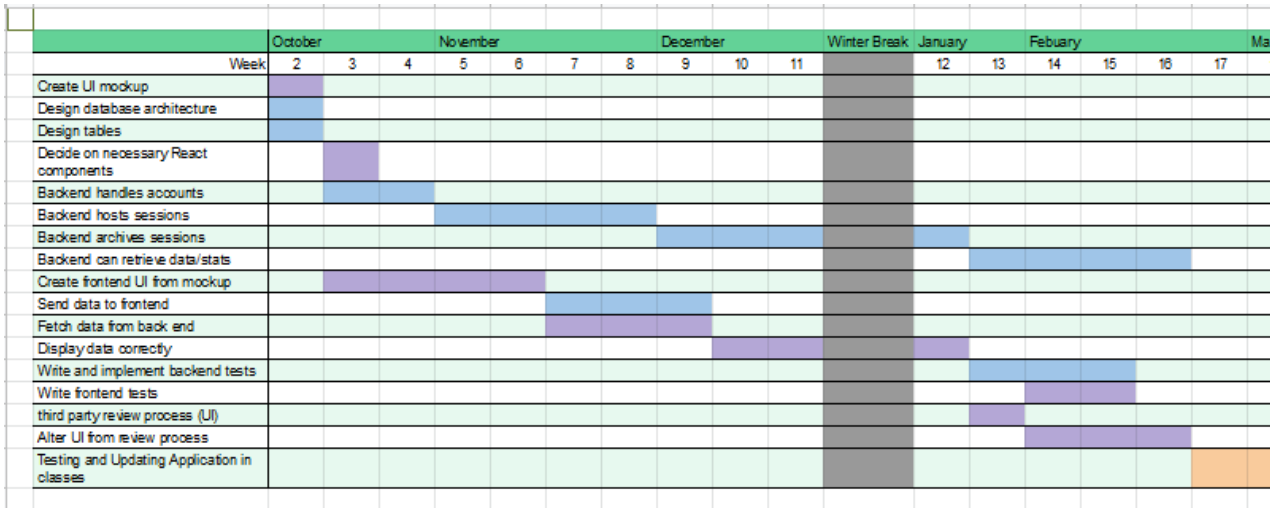 October November December Winter Break January Febuary Ma
Week 2 3 4 5 6 7 8 9 10 11 12 13 14 15 16 17
Create UI mockup
Design database architecture
Design tables
Decide on necessary React
components
Backend handles accounts
Backend hosts sessions
Backend archives sessions
Backend can retrieve data/stats
Create frontend UI from mockup
Send data to frontend
Fetch data from back end
Display data correctly
Write and implement backend tests
Write frontend tests
third party review process (UI)
Alter UI from review process
Testing and Updating Application in
classes